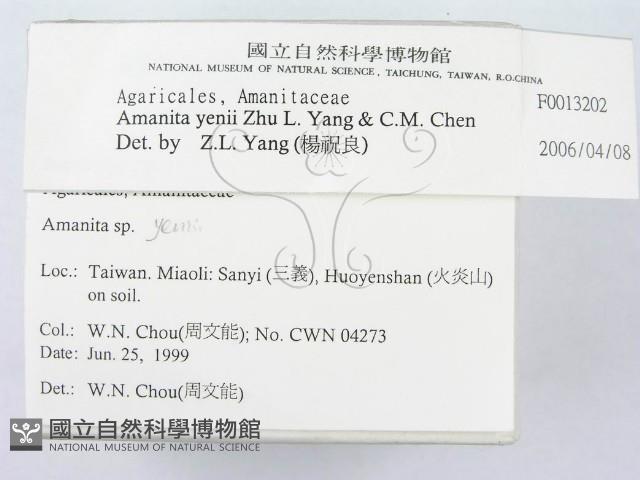 國立自然科學博物館
NATIONAL MUSEUM OF NATURAL SCIENCE, TAICHUNG, TAIWAN, R.O.CHINA
Agaricales, Amanitaceae F0013202
Amanita yenii Zhu L. Yang & C.M. Chen
Det. by Z.L. Yang (楊祝良) 2006/04/08
Agaricales, Amanitaceae
Amanita sp. yenii
Loc.: Taiwan. Miaoli: Sanyi (三義), Huoyenshan (火炎山)
on soil.
Col.: W.N. Chou(周文能); No. CWN 04273
Date: Jun. 25, 1999
Det.: W.N. Chou(周文能)
國立自然科學博物館
NATIONAL MUSEUM OF NATURAL SCIENCE